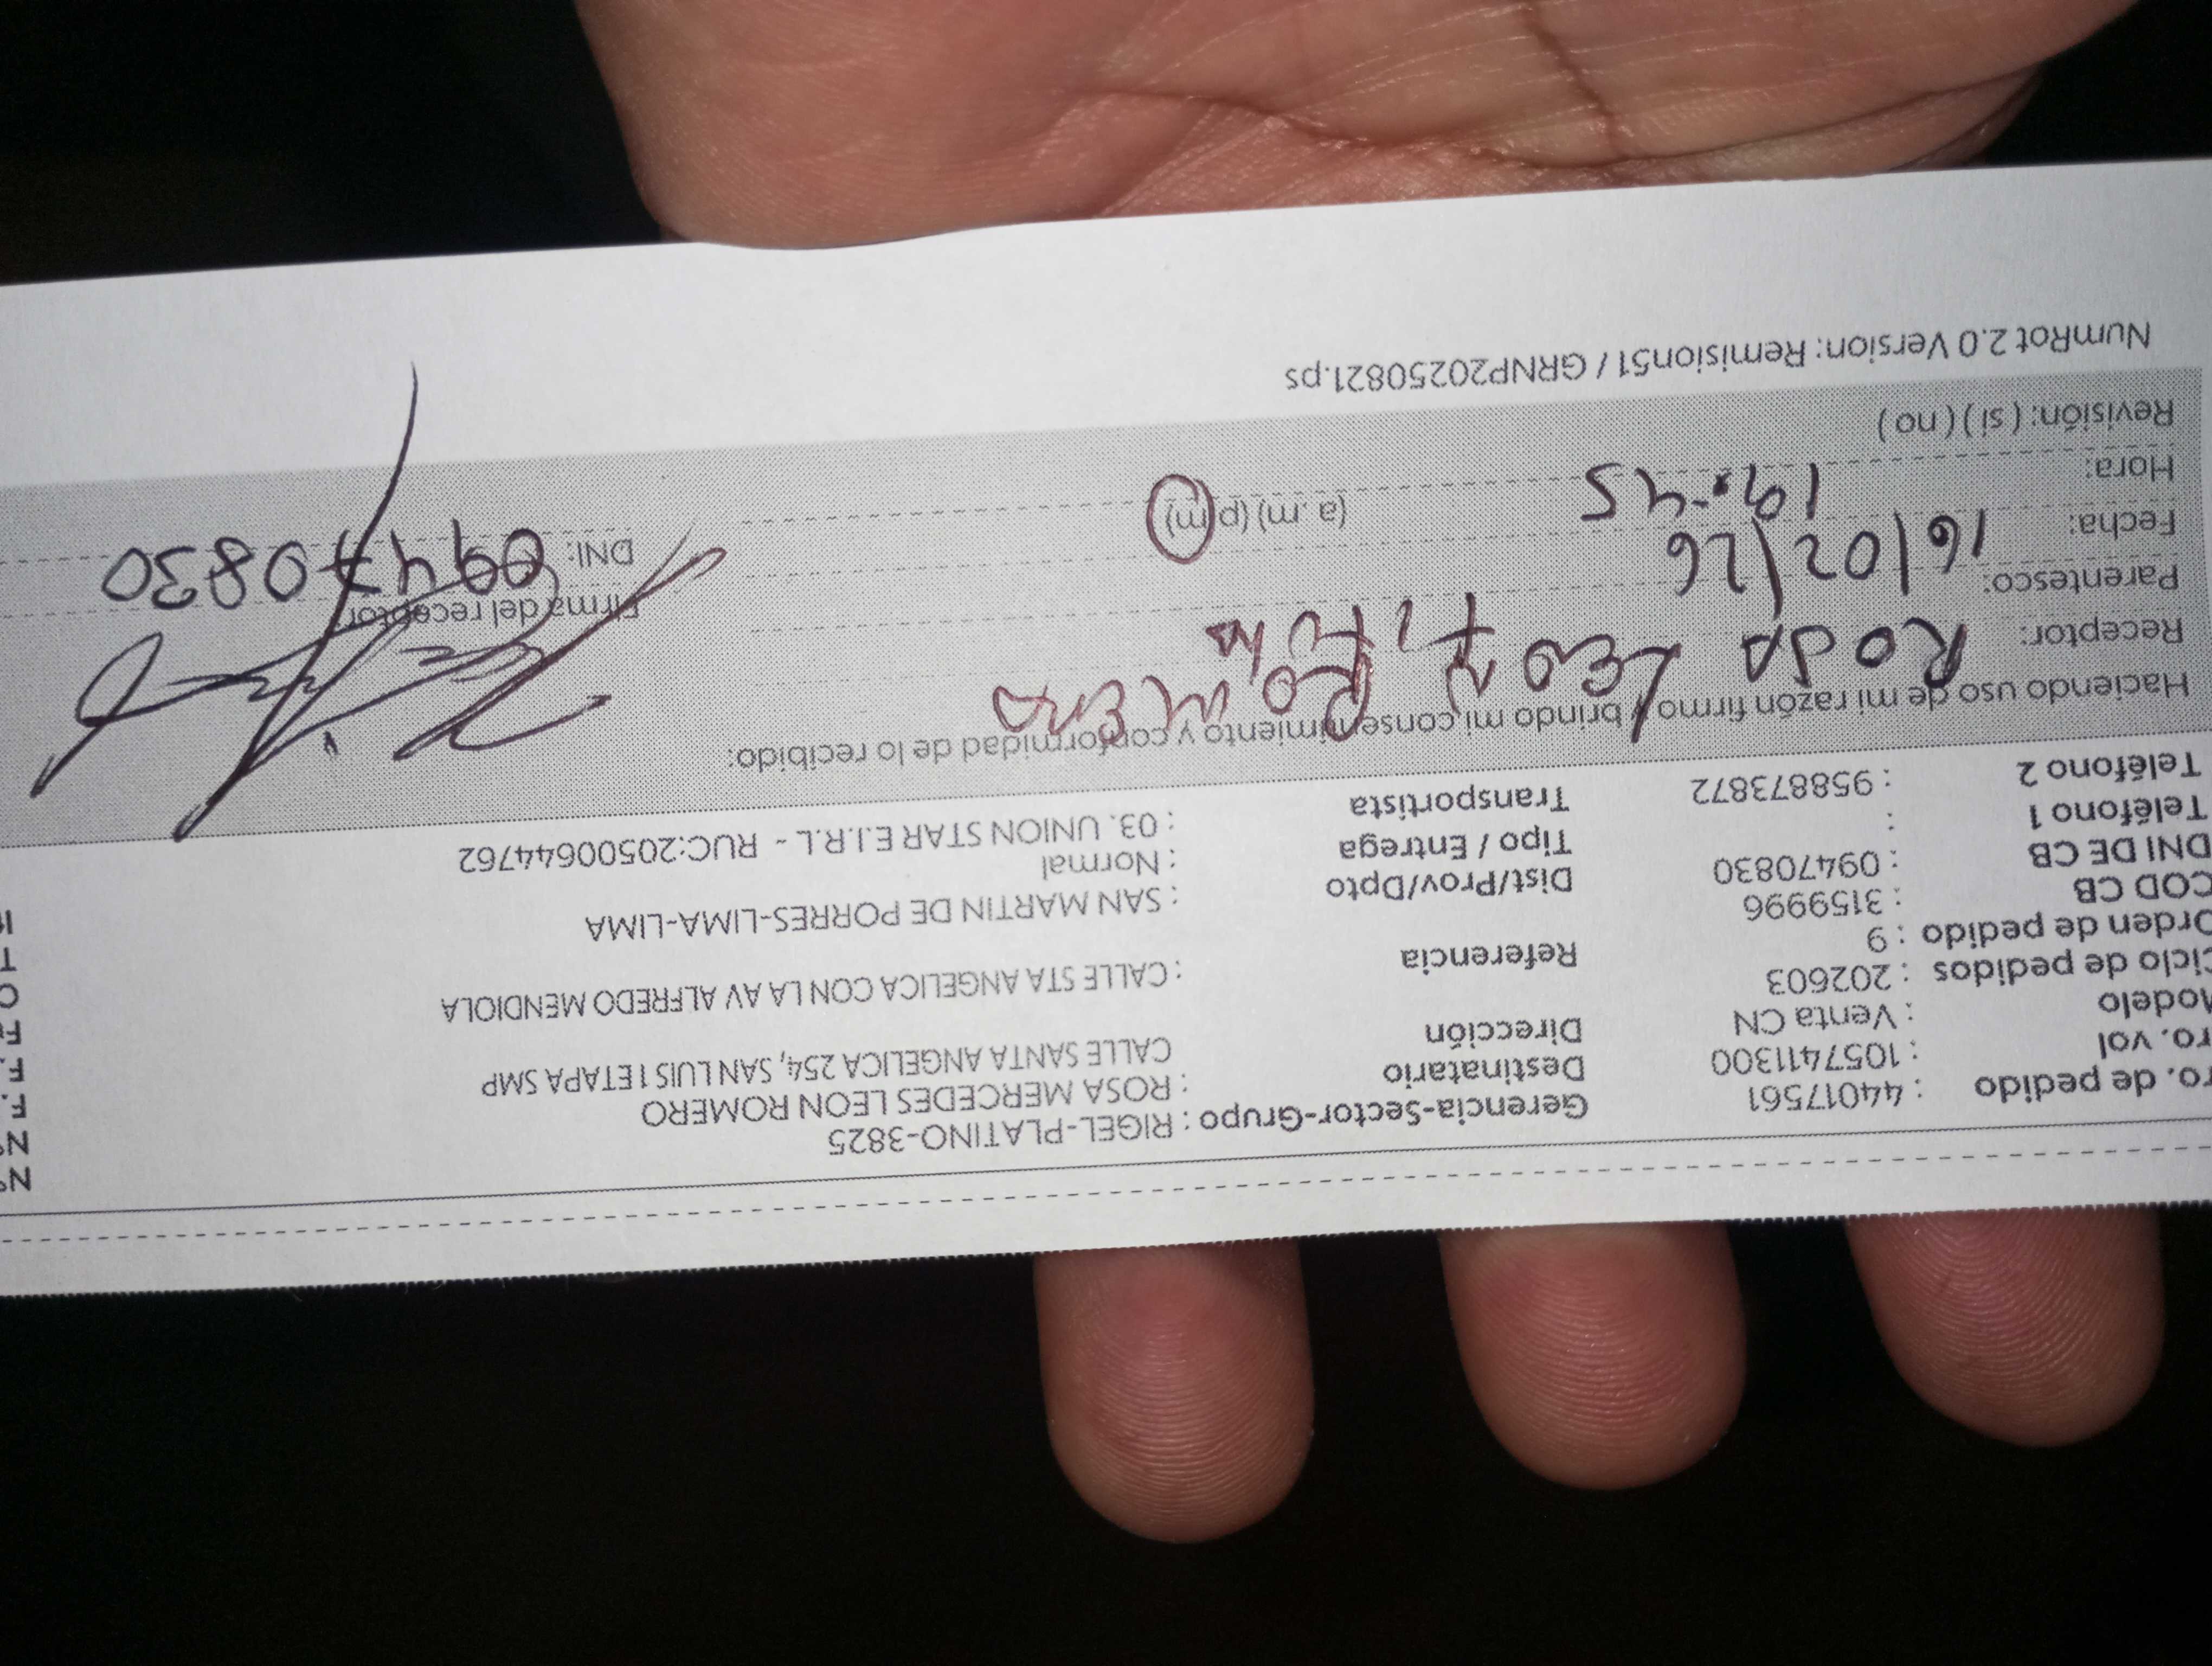 ro. de pedido : 44017561 Gerencia-Sector-Grupo : RIGEL-PLATINO-3825 N°
ro. vol : 1057411300 Destinatario : ROSA MERCEDES LEON ROMERO N
Modelo : Venta CN Dirección CALLE SANTA ANGELICA 254, SAN LUIS 1 ETAPA SMP F.
Ciclo de pedidos : 202603 F.
Orden de pedido : 9 Referencia : CALLE STA ANGELICA CON LA AV ALFREDO MENDIOLA F
COD CB : 3159996
DNI DE CB : 09470830 Dist/Prov/Dpto : SAN MARTIN DE PORRES-LIMA-LIMA T
Teléfono 1 : Tipo / Entrega : Normal
Teléfono 2 : 958873872 Transportista : 03. UNION STAR E.I.R.L - RUC:20500644762
Haciendo uso de mi razón firmo y brindo mi consentimiento y conformidad de lo recibido:
Receptor: ROSA LEON ROMERO
Parentesco: Firma del receptor
Fecha: 16/02/26 DNI: 09470830
Hora: 19:45 (a .m) (p m)
Revisión: ( si ) ( no )
NumRot 2.0 Version: Remision51 / GRNP20250821.ps